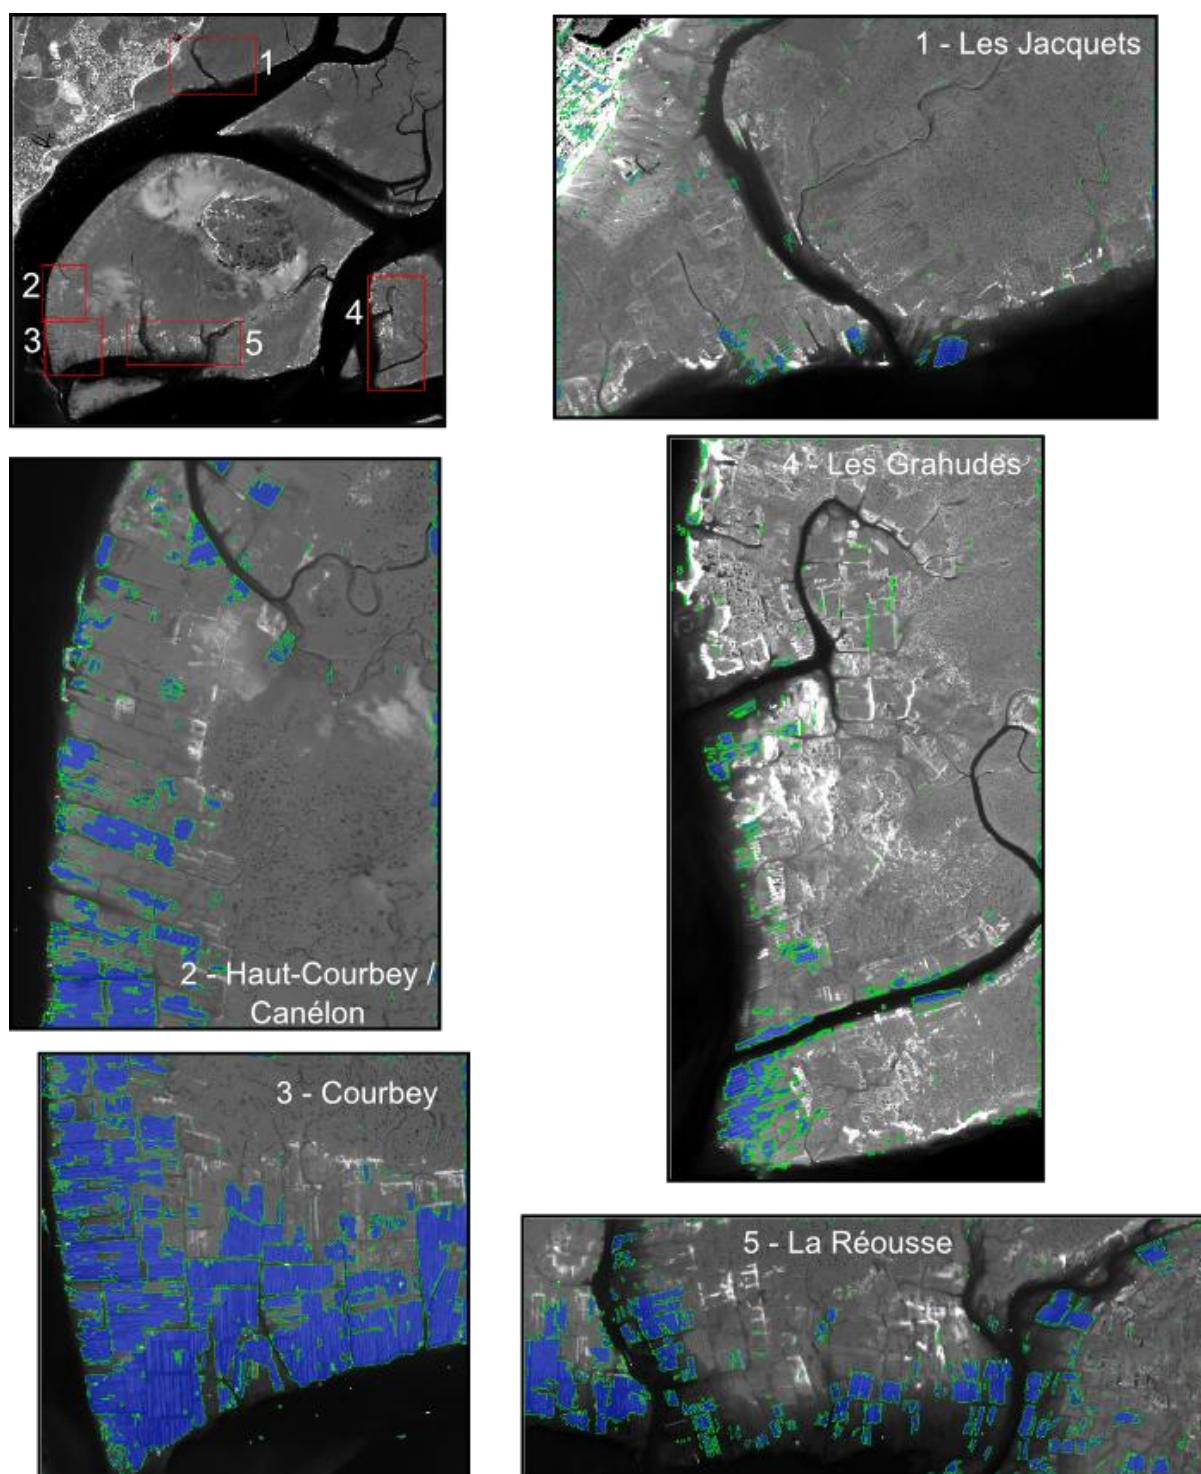 1
2
3
4
5
1 - Les Jacquets
2 - Haut-Courbey /
Canélon
4 - Les Grahudes
3 - Courbey
5 - La Réousse